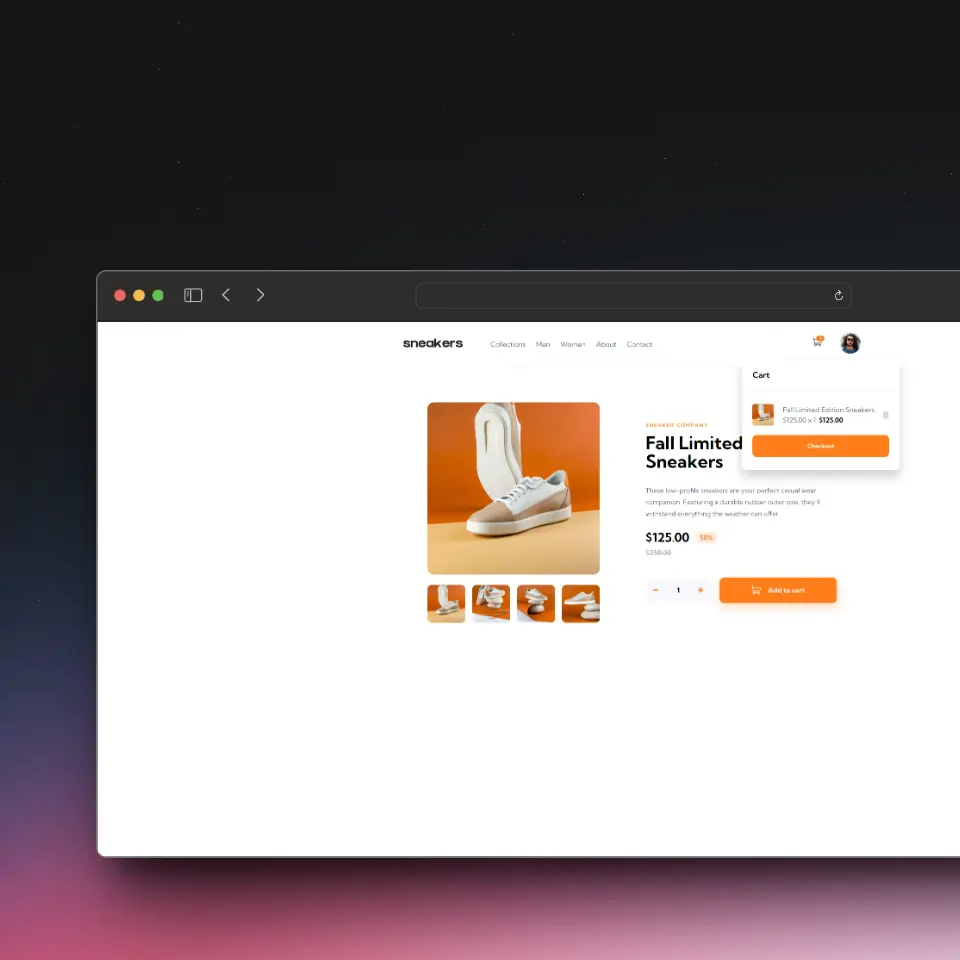 sneakers
Collections Men Women About Contact
1
Cart
Fall Limited Edition Sneakers
$125.00 x 1 $125.00
Checkout
SNEAKER COMPANY
Fall Limited
Sneakers
These low-profile sneakers are your perfect casual wear
companion. Featuring a durable rubber outer sole, they'll
withstand everything the weather can offer.
$125.00 50%
$250.00
- 1 +
Add to cart